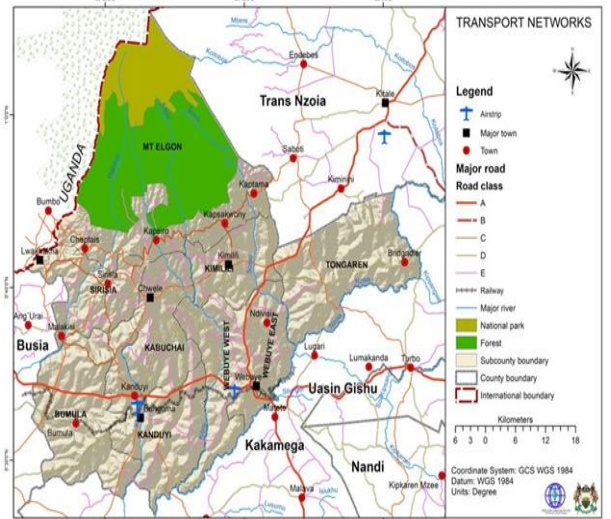 TRANSPORT NETWORKS
Legend
Airstrip
Major town
Town
Major road
Road class
A
B
C
D
E
Railway
Major river
National park
Forest
Subcounty boundary
County boundary
International boundary
Kilometers
6 3 0 6 12 18
Coordinate System: GCS WGS 1984
Datum: WGS 1984
Units: Degree
Endebes
Trans Nzoia
Kitale
MT ELGON
Saboti
UGANDA
Kaptama
Kiminini
Bumbo
Kapsakwony
Kapeiro
Cheptais
Kimilili
KIMILILI
TONGAREN
Sirisia
SIRISIA
Chwele
Ndivisi
Ang'Urai
Malakisi
Busia
KABUCHAI
WEBUYE WEST
WEBUYE EAST
Lugari
Lumakanda
Turbo
Kanduyi
Webuye
Uasin Gishu
BUMULA
Bumula
Bungoma
KANDUYI
Matete
Kakamega
Nandi
Kipkaren Mzee
Malava
Isiukhu
Lusumu